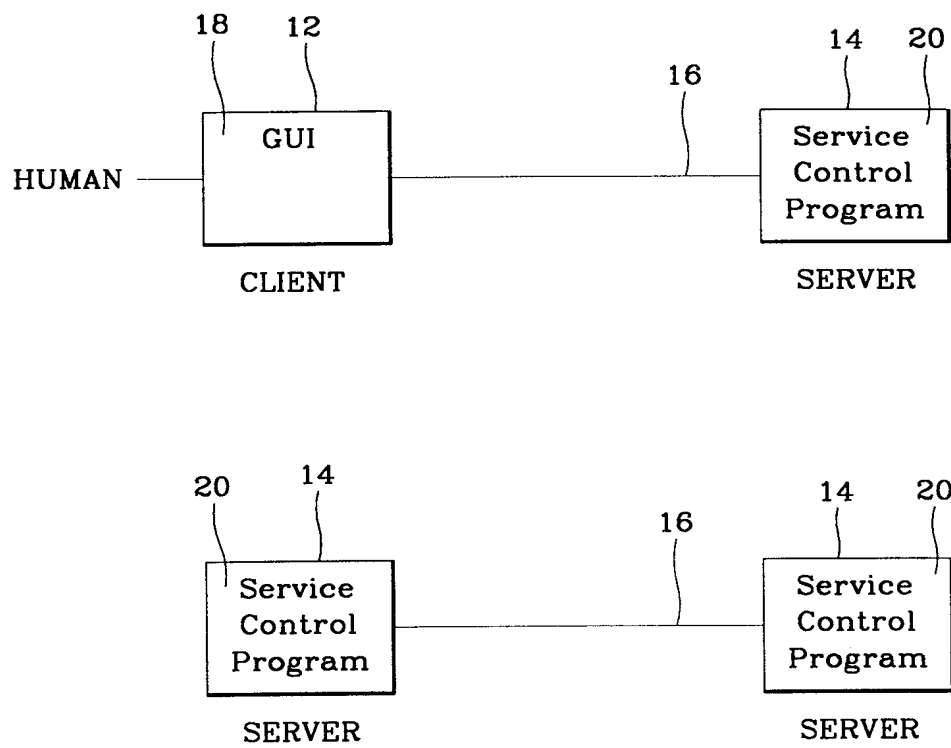 18 12 14 20
16
GUI
HUMAN
Service
Control
Program
CLIENT SERVER
20 14 14 20
16
Service
Control
Program
Service
Control
Program
SERVER SERVER